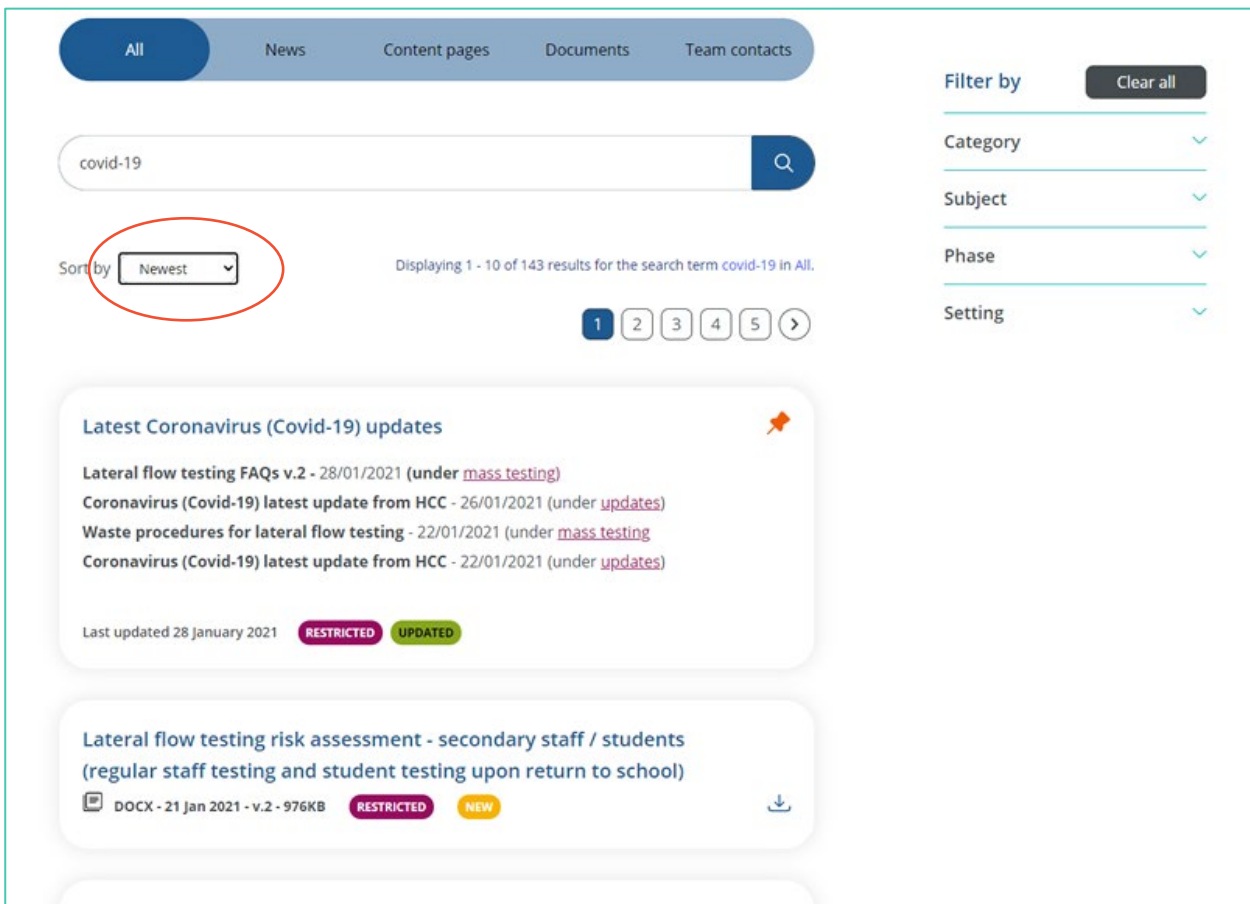 All News Content pages Documents Team contacts
Filter by Clear all
covid-19
Category
Subject
Sort by Newest Displaying 1 - 10 of 143 results for the search term covid-19 in All.
Phase
Setting
1 2 3 4 5
Latest Coronavirus (Covid-19) updates
Lateral flow testing FAQs v.2 - 28/01/2021 (under mass testing)
Coronavirus (Covid-19) latest update from HCC - 26/01/2021 (under updates)
Waste procedures for lateral flow testing - 22/01/2021 (under mass testing
Coronavirus (Covid-19) latest update from HCC - 22/01/2021 (under updates)
Last updated 28 January 2021 RESTRICTED UPDATED
Lateral flow testing risk assessment - secondary staff / students
(regular staff testing and student testing upon return to school)
DOCX - 21 Jan 2021 - v.2 - 976KB RESTRICTED NEW